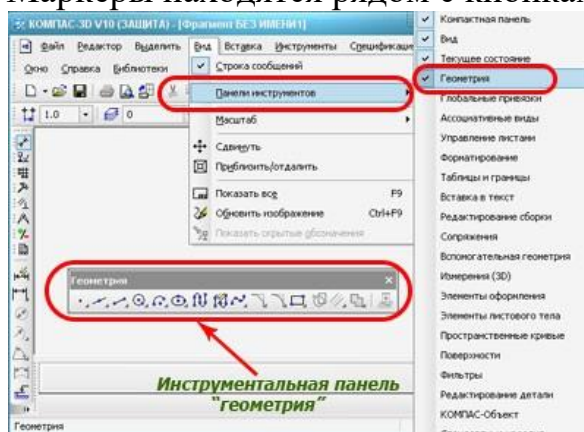 Маркеры находятся рядом с кнопкам
КОМПАС-3D V10 (ЗАЩИТА) - [Фрагмент БЕЗ ИМЕНИ1]
Файл Редактор Выделить Вид Вставка Инструменты Спецификаци
Окно Справка Библиотеки
1.0 0
Строка сообщений
Панели инструментов
Масштаб
Сдвинуть
Приблизить/отдалить
Показать все F9
Обновить изображение Ctrl+F9
Показать скрытые обозначения
Контактная панель
Вид
Текущее состояние
Геометрия
Глобальные привязки
Ассоциативные виды
Управление листами
Форматирование
Таблицы и границы
Вставка в текст
Редактирование сборки
Сопряжения
Вспомогательная геометрия
Измерения (3D)
Элементы оформления
Элементы листового тела
Пространственные кривые
Поверхности
Фильтры
Редактирование детали
КОМПАС-Объект
Геометрия
Инструментальная панель
"геометрия"
Геометрия